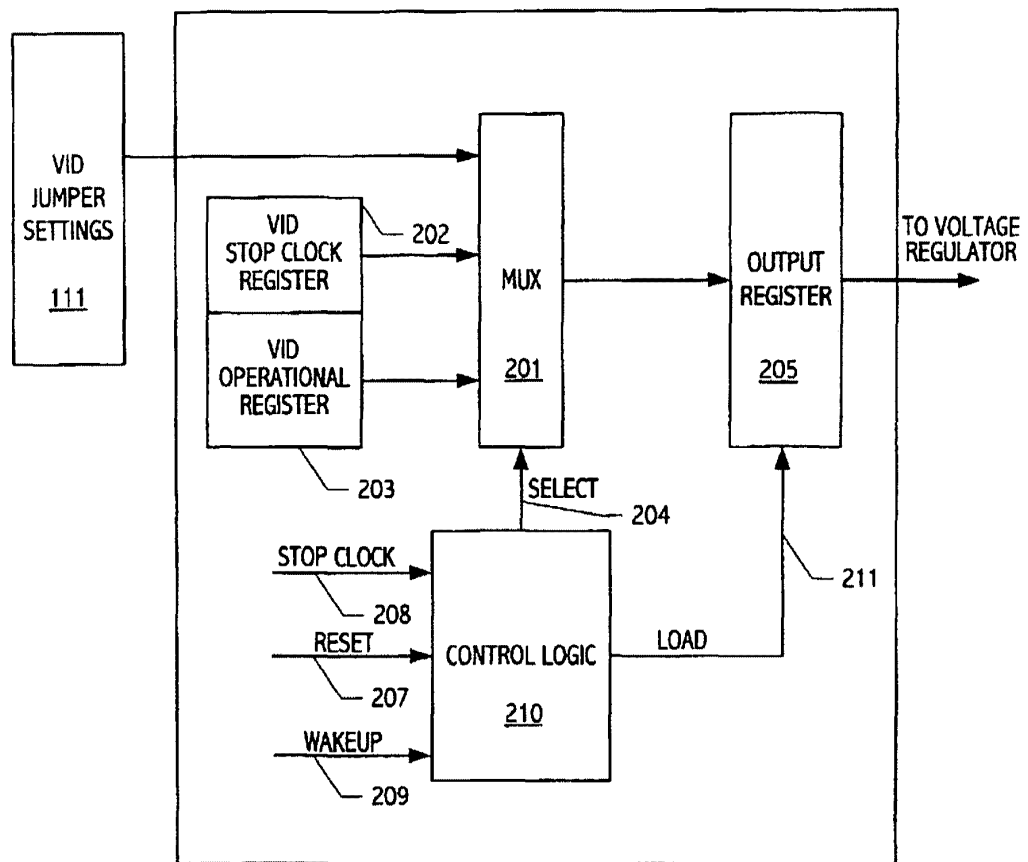 VID
JUMPER
SETTINGS
111
VID
STOP CLOCK
REGISTER
202
VID
OPERATIONAL
REGISTER
203
MUX
201
OUTPUT
REGISTER
205
TO VOLTAGE
REGULATOR
SELECT
204
STOP CLOCK
208
RESET
207
WAKEUP
209
CONTROL LOGIC
210
LOAD
211